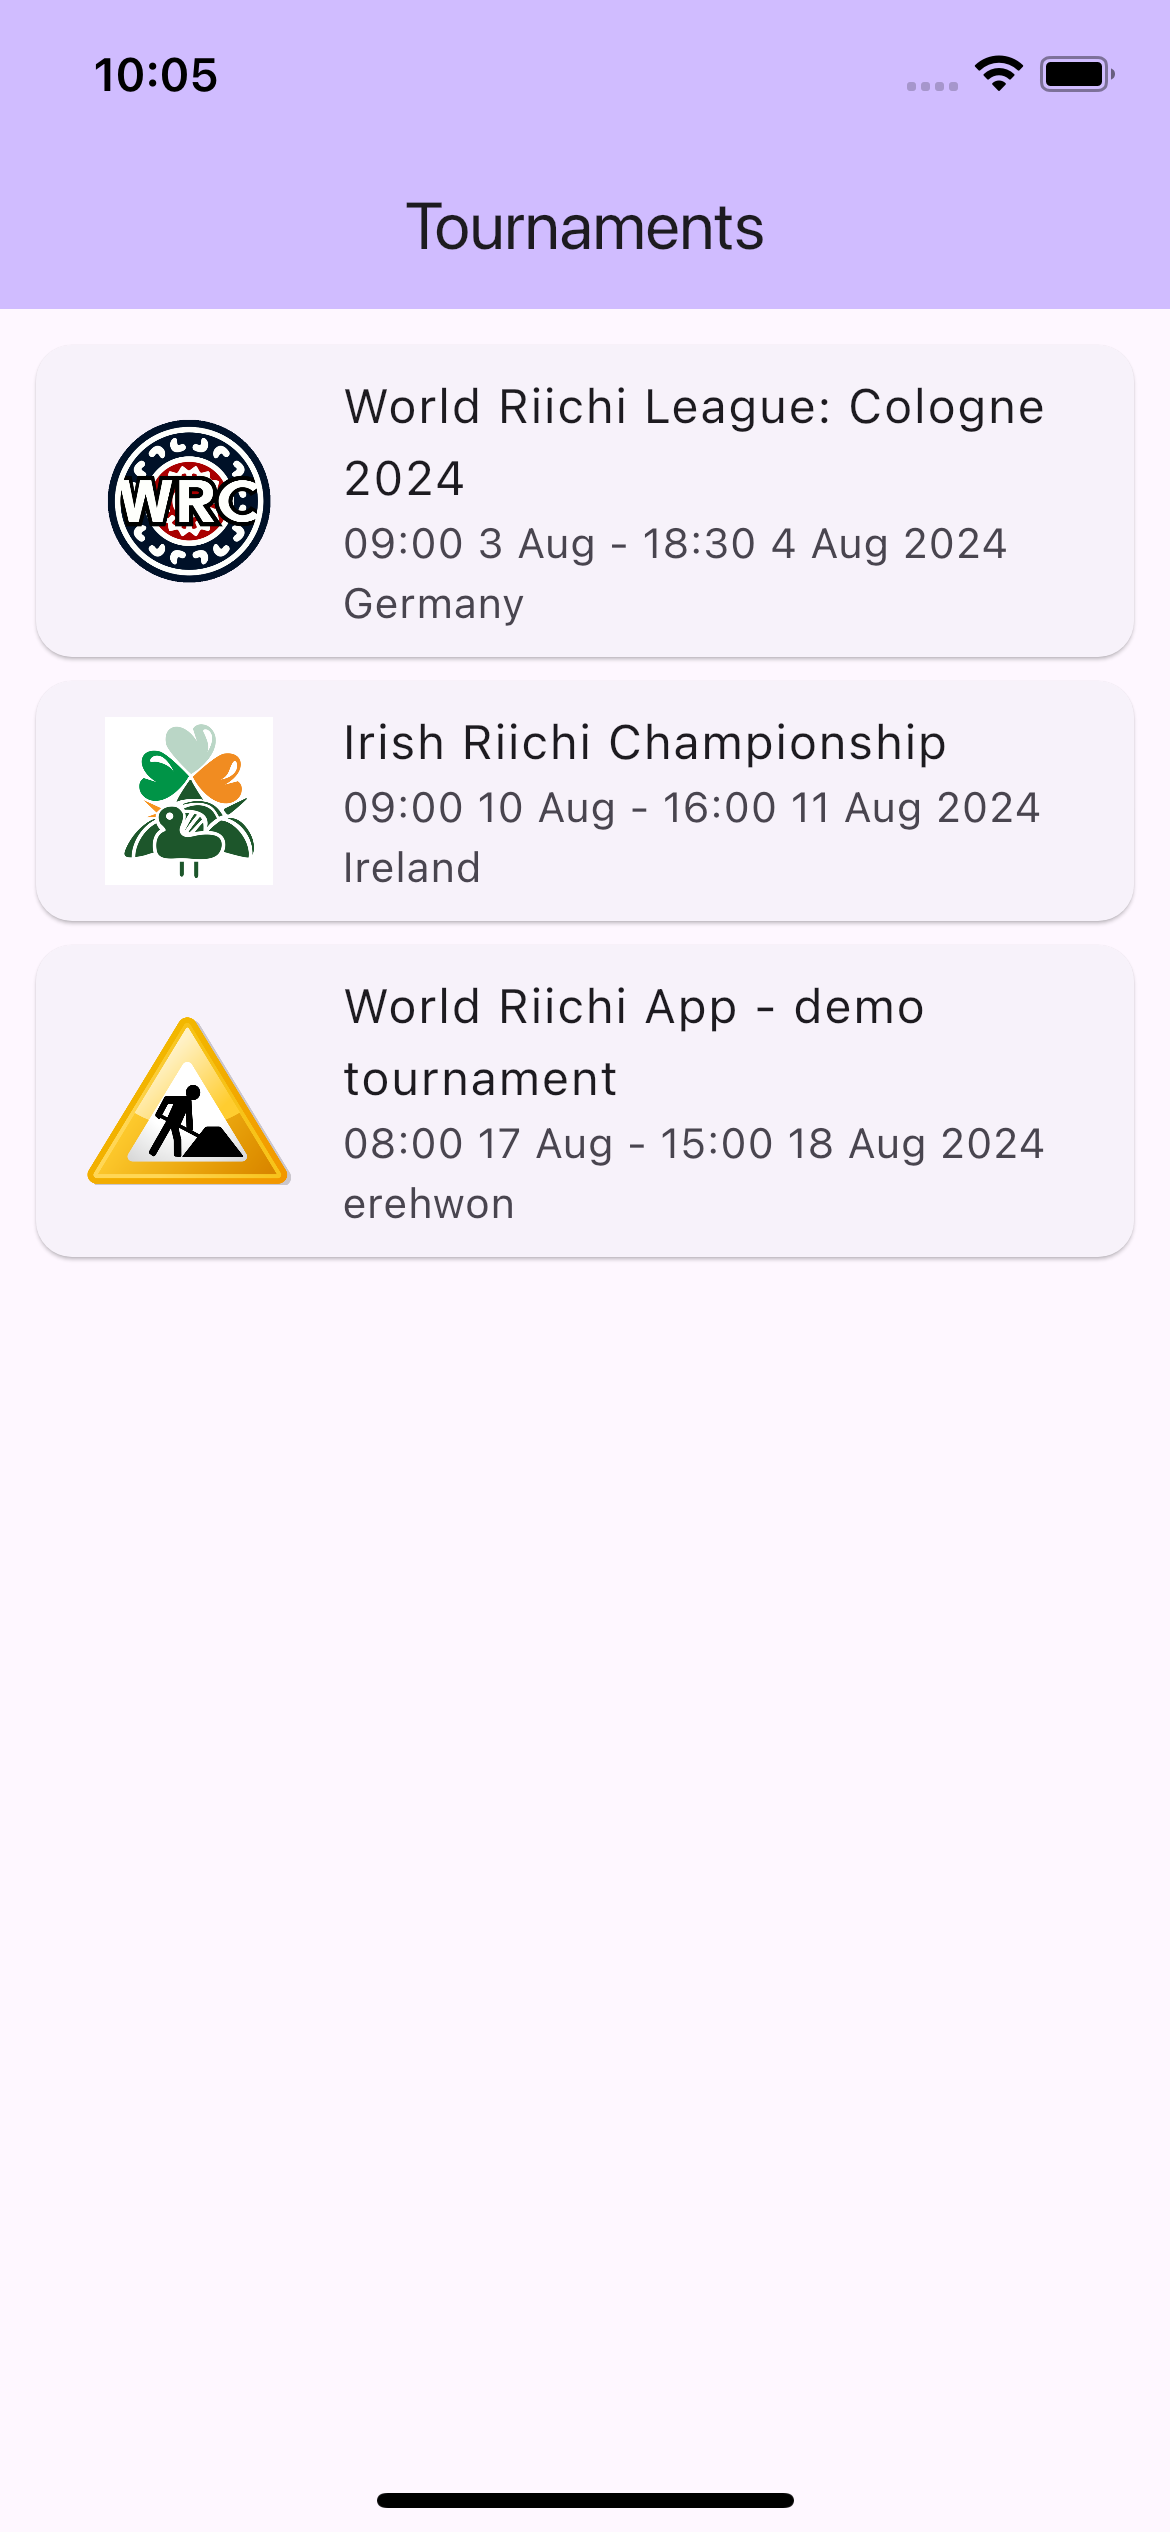 10:05
Tournaments
World Riichi League: Cologne
2024
09:00 3 Aug - 18:30 4 Aug 2024
Germany
WRC
Irish Riichi Championship
09:00 10 Aug - 16:00 11 Aug 2024
Ireland
World Riichi App - demo
tournament
08:00 17 Aug - 15:00 18 Aug 2024
erehwon